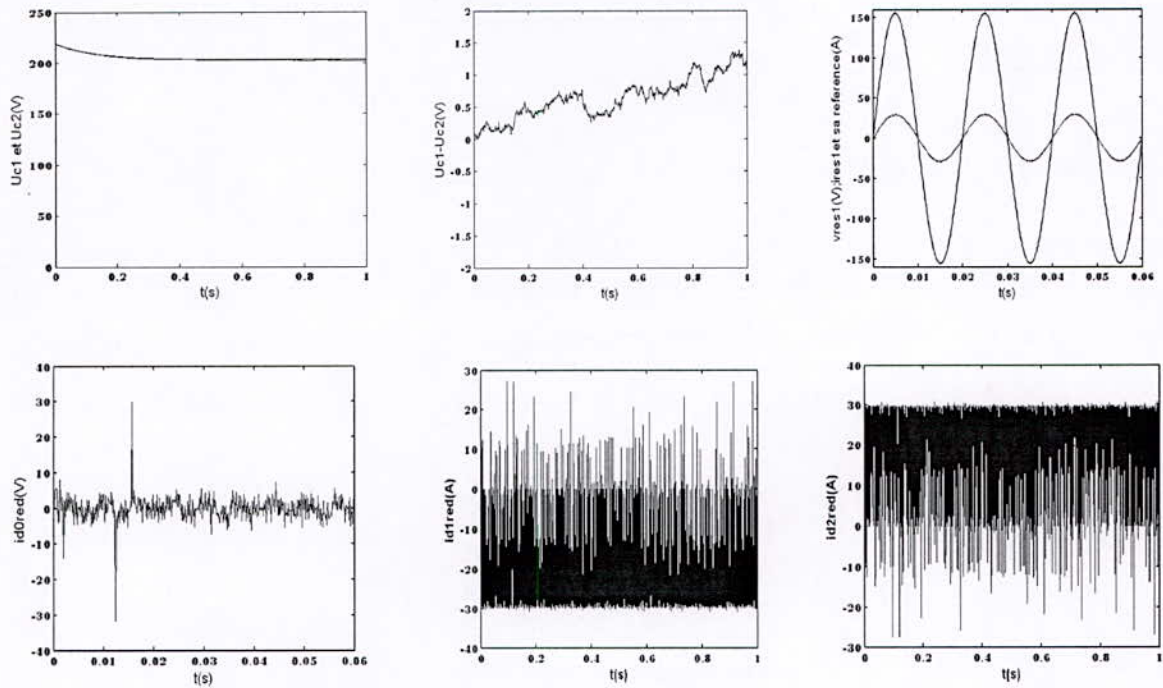 250
200
150
100
50
0
Uc1 et Uc2(V)
0 0.2 0.4 0.6 0.8 1
t(s)
2
1.5
1
0.5
0
-0.5
-1
-1.5
-2
Uc1-Uc2(V)
0 0.2 0.4 0.6 0.8 1
t(s)
150
100
50
0
-50
-100
-150
vres1(V);ires1et sa reference(A)
0 0.01 0.02 0.03 0.04 0.05 0.06
t(s)
40
30
20
10
0
-10
-20
-30
-40
id0red(V)
0 0.01 0.02 0.03 0.04 0.05 0.06
t(s)
30
20
10
0
-10
-20
-30
-40
id1red(A)
0 0.2 0.4 0.6 0.8 1
t(s)
40
30
20
10
0
-10
-20
-30
id2red(A)
0 0.2 0.4 0.6 0.8 1
t(s)